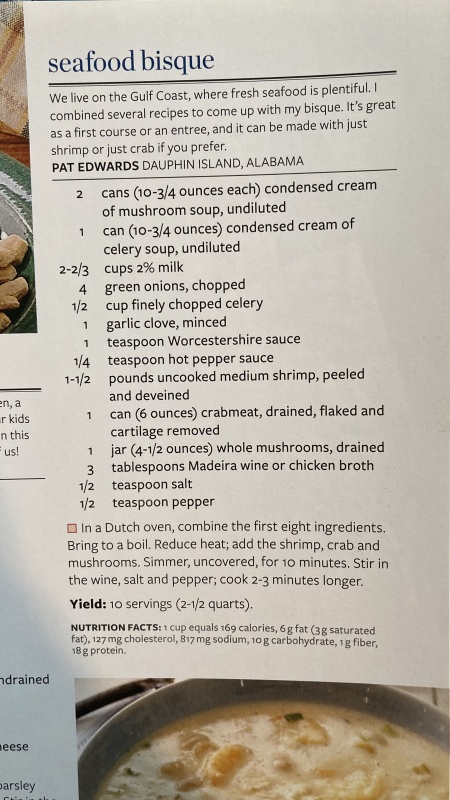 seafood bisque
We live on the Gulf Coast, where fresh seafood is plentiful. I
combined several recipes to come up with my bisque. It's great
as a first course or an entree, and it can be made with just
shrimp or just crab if you prefer.
PAT EDWARDS DAUPHIN ISLAND, ALABAMA
2 cans (10-3/4 ounces each) condensed cream
of mushroom soup, undiluted
1 can (10-3/4 ounces) condensed cream of
celery soup, undiluted
2-2/3 cups 2% milk
4 green onions, chopped
1/2 cup finely chopped celery
1 garlic clove, minced
1 teaspoon Worcestershire sauce
1/4 teaspoon hot pepper sauce
1-1/2 pounds uncooked medium shrimp, peeled
and deveined
1 can (6 ounces) crabmeat, drained, flaked and
cartilage removed
1 jar (4-1/2 ounces) whole mushrooms, drained
3 tablespoons Madeira wine or chicken broth
1/2 teaspoon salt
1/2 teaspoon pepper
In a Dutch oven, combine the first eight ingredients.
Bring to a boil. Reduce heat; add the shrimp, crab and
mushrooms. Simmer, uncovered, for 10 minutes. Stir in
the wine, salt and pepper; cook 2-3 minutes longer.
Yield: 10 servings (2-1/2 quarts).
NUTRITION FACTS: 1 cup equals 169 calories, 6 g fat (3 g saturated
fat), 127 mg cholesterol, 817 mg sodium, 10 g carbohydrate, 1 g fiber,
18 g protein.
en, a
r kids
n this
us!
ndrained
eese
parsley